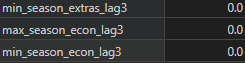 min_season_extras_lag3 0.0
max_season_econ_lag3 0.0
min_season_econ_lag3 0.0